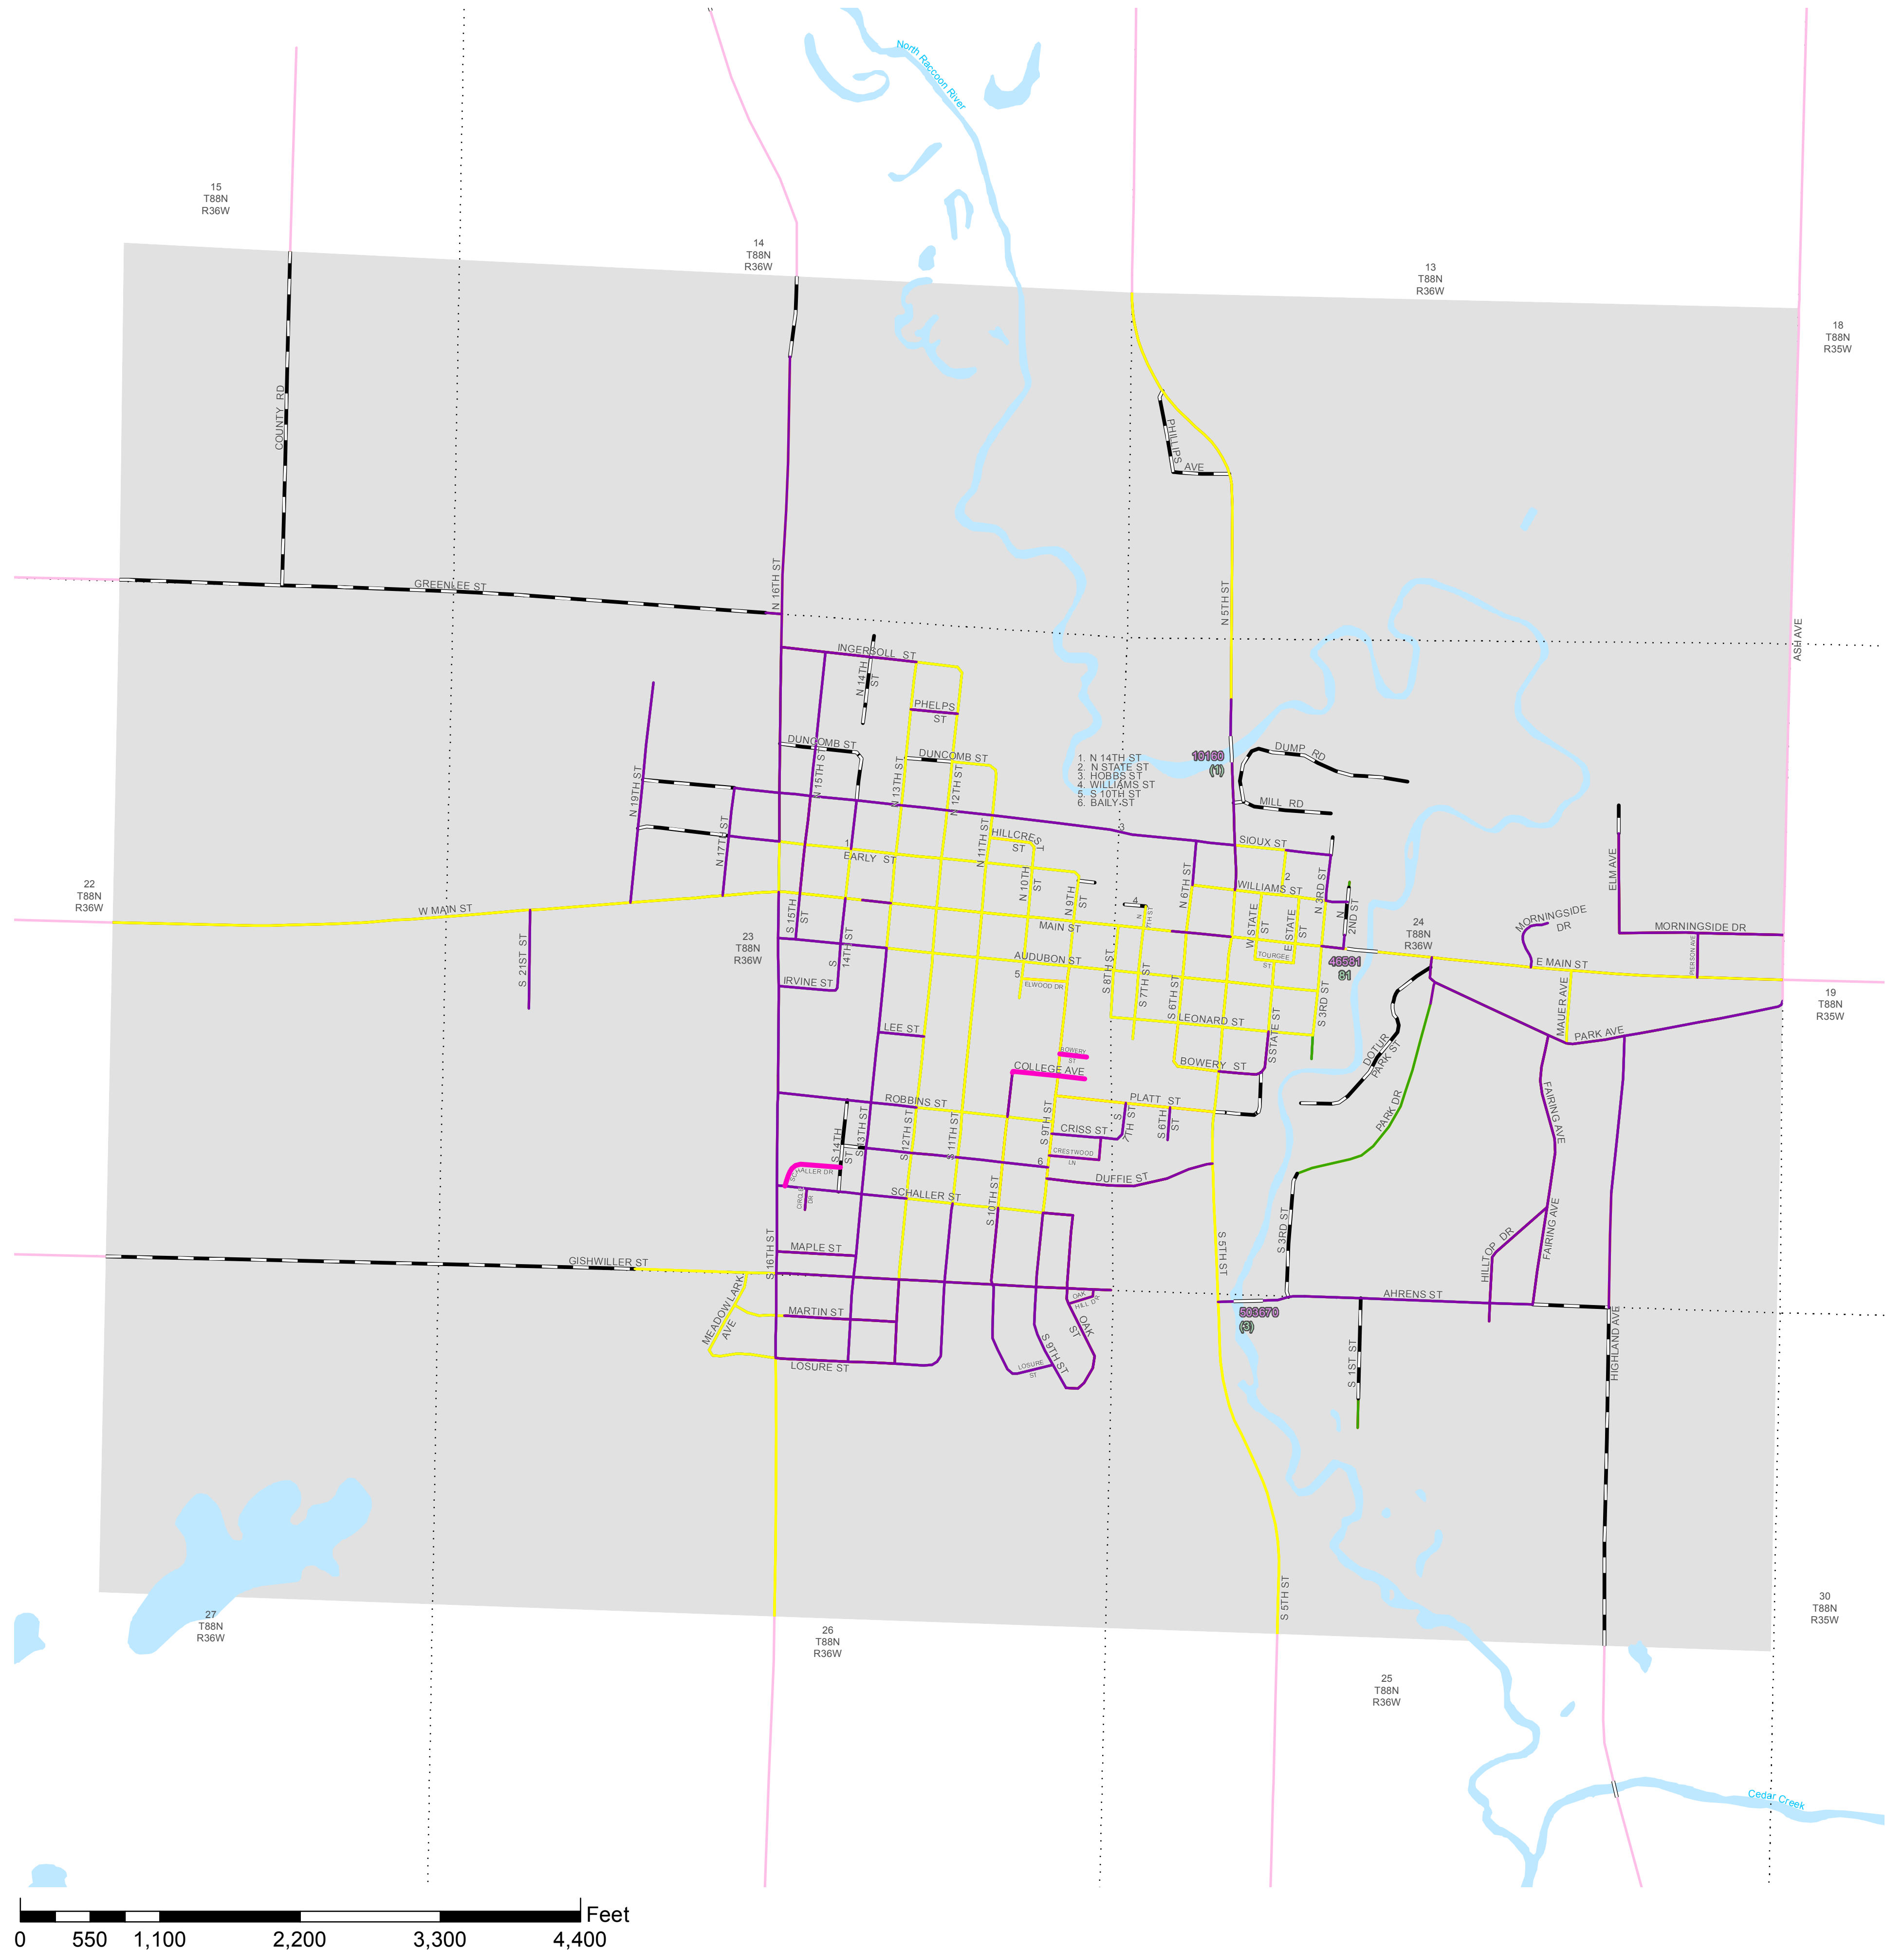 North Raccoon River
15
T88N
R36W
14
T88N
R36W
13
T88N
R36W
18
T88N
R35W
COUNTY RD
PHILLIPS
AVE
GREENLEE ST
N 16TH ST
N 5TH ST
ASH AVE
INGERSOLL ST
N 14TH
ST
PHELPS
ST
DUNCOMB ST
DUNCOMB ST
N 19TH ST
N 15TH ST
N 13TH ST
N 12TH ST
1. N 14TH ST
2. N STATE ST
3. HOBBS ST
4. WILLIAMS ST
5. S 10TH ST
6. BAILY ST
10160
(1)
DUMP RD
MILL RD
N 17TH ST
1
EARLY ST
N 11TH ST
HILLCREST
ST
3
SIOUX ST
2
N 10TH
ST
N 9TH
ST
4
N
7TH ST
N 6TH ST
WILLIAMS ST
N 3RD ST
N
2ND ST
ELM AVE
22
T88N
R36W
W MAIN ST
MAIN ST
W STATE
ST
E STATE
ST
TOURGEE
ST
24
T88N
R36W
MORNINGSIDE
DR
MORNINGSIDE DR
PIERSON AVE
E MAIN ST
23
T88N
R36W
S 15TH
ST
S
14TH ST
S 21ST ST
AUDUBON ST
5
ELWOOD DR
IRVINE ST
S 8TH ST
S 7TH ST
S 6TH ST
46581
81
19
T88N
R35W
LEE ST
LEONARD ST
S STATE ST
S 3RD ST
MAUER AVE
PARK AVE
BOWERY
ST
COLLEGE AVE
BOWERY ST
DOTUR
PARK ST
PARK DR
ROBBINS ST
PLATT ST
S 14TH
ST
S 13TH ST
S 12TH ST
S 11TH ST
S 9TH ST
CRISS ST
S
7TH ST
S 6TH
ST
FAIRING AVE
CRESTWOOD
LN
6
SCHALLER DR
CIRCLE
DR
SCHALLER ST
S 10TH ST
DUFFIE ST
S 16TH ST
MAPLE ST
S 5TH ST
S 3RD ST
HILLTOP DR
FAIRING AVE
GISHWILLER ST
MEADOWLARK
AVE
MARTIN ST
LOSURE ST
OAK
HILL DR
OAK
ST
S 9TH ST
LOSURE
ST
503670
(3)
AHRENS ST
S 1ST ST
HIGHLAND AVE
S 5TH ST
27
T88N
R36W
26
T88N
R36W
25
T88N
R36W
30
T88N
R35W
Cedar Creek
Feet
0 550 1,100 2,200 3,300 4,400